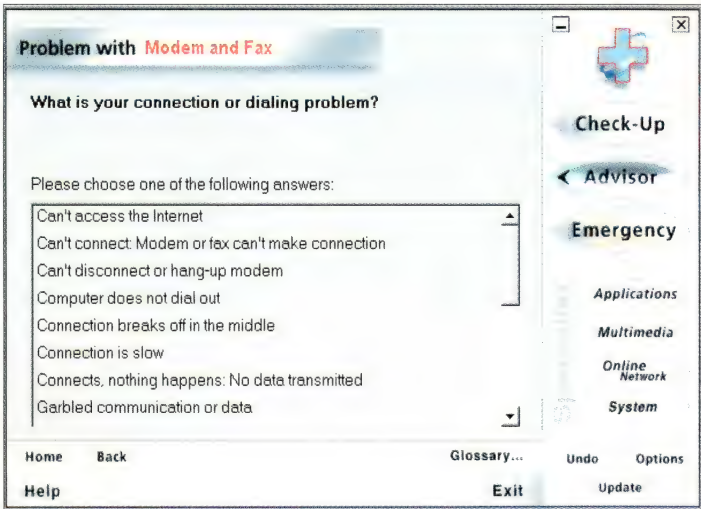 Problem with Modem and Fax
What is your connection or dialing problem?
Please choose one of the following answers:
Can't access the Internet
Can't connect: Modem or fax can't make connection
Can't disconnect or hang-up modem
Computer does not dial out
Connection breaks off in the middle
Connection is slow
Connects, nothing happens: No data transmitted
Garbled communication or data
Home Back Glossary...
Help Exit
Check-Up
Advisor
Emergency
Applications
Multimedia
Online
Network
System
Undo Options
Update